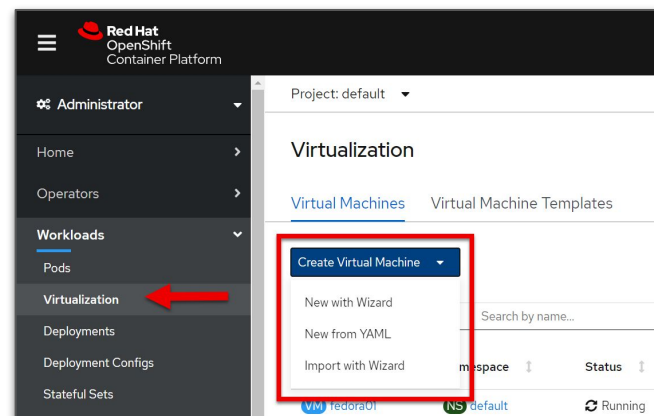 Red Hat
OpenShift
Container Platform
Administrator
Home
Operators
Workloads
Pods
Virtualization
Deployments
Deployment Configs
Stateful Sets
Project: default
Virtualization
Virtual Machines Virtual Machine Templates
Create Virtual Machine
New with Wizard
New from YAML
Import with Wizard
Search by name...
mespace Status
VM fedora01 NS default Running